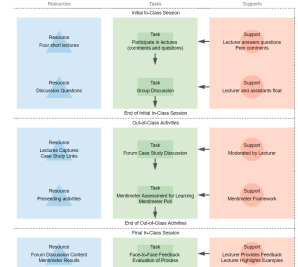 Resources
Tasks
Supports
Initial In-Class Session
Resource
Four short lectures
Task
Participate in lectures
(comments and questions)
Support
Lecturer answers questions
Peer comments
Resource
Discussion Questions
Task
Group Discussion
Support
Lecturer and assistants float
End of Initial In-Class Session
Out-of-Class Activities
Resource
Lectures Captures
Case Study Links
Task
Forum Case Study Discussion
Support
Moderated by Lecturer
Resource
Preceeding activities
Task
Mentimeter Assessment for Learning
Mentimeter Poll
Support
Mentimeter Framework
End of Out-of-Class Activities
Final In-Class Session
Resource
Forum Discussion Content
Mentimeter Results
Task
Face-to-Face Feedback
Evaluation of Process
Support
Lecturer Provides Feedback
Lecturer Highlights Examples